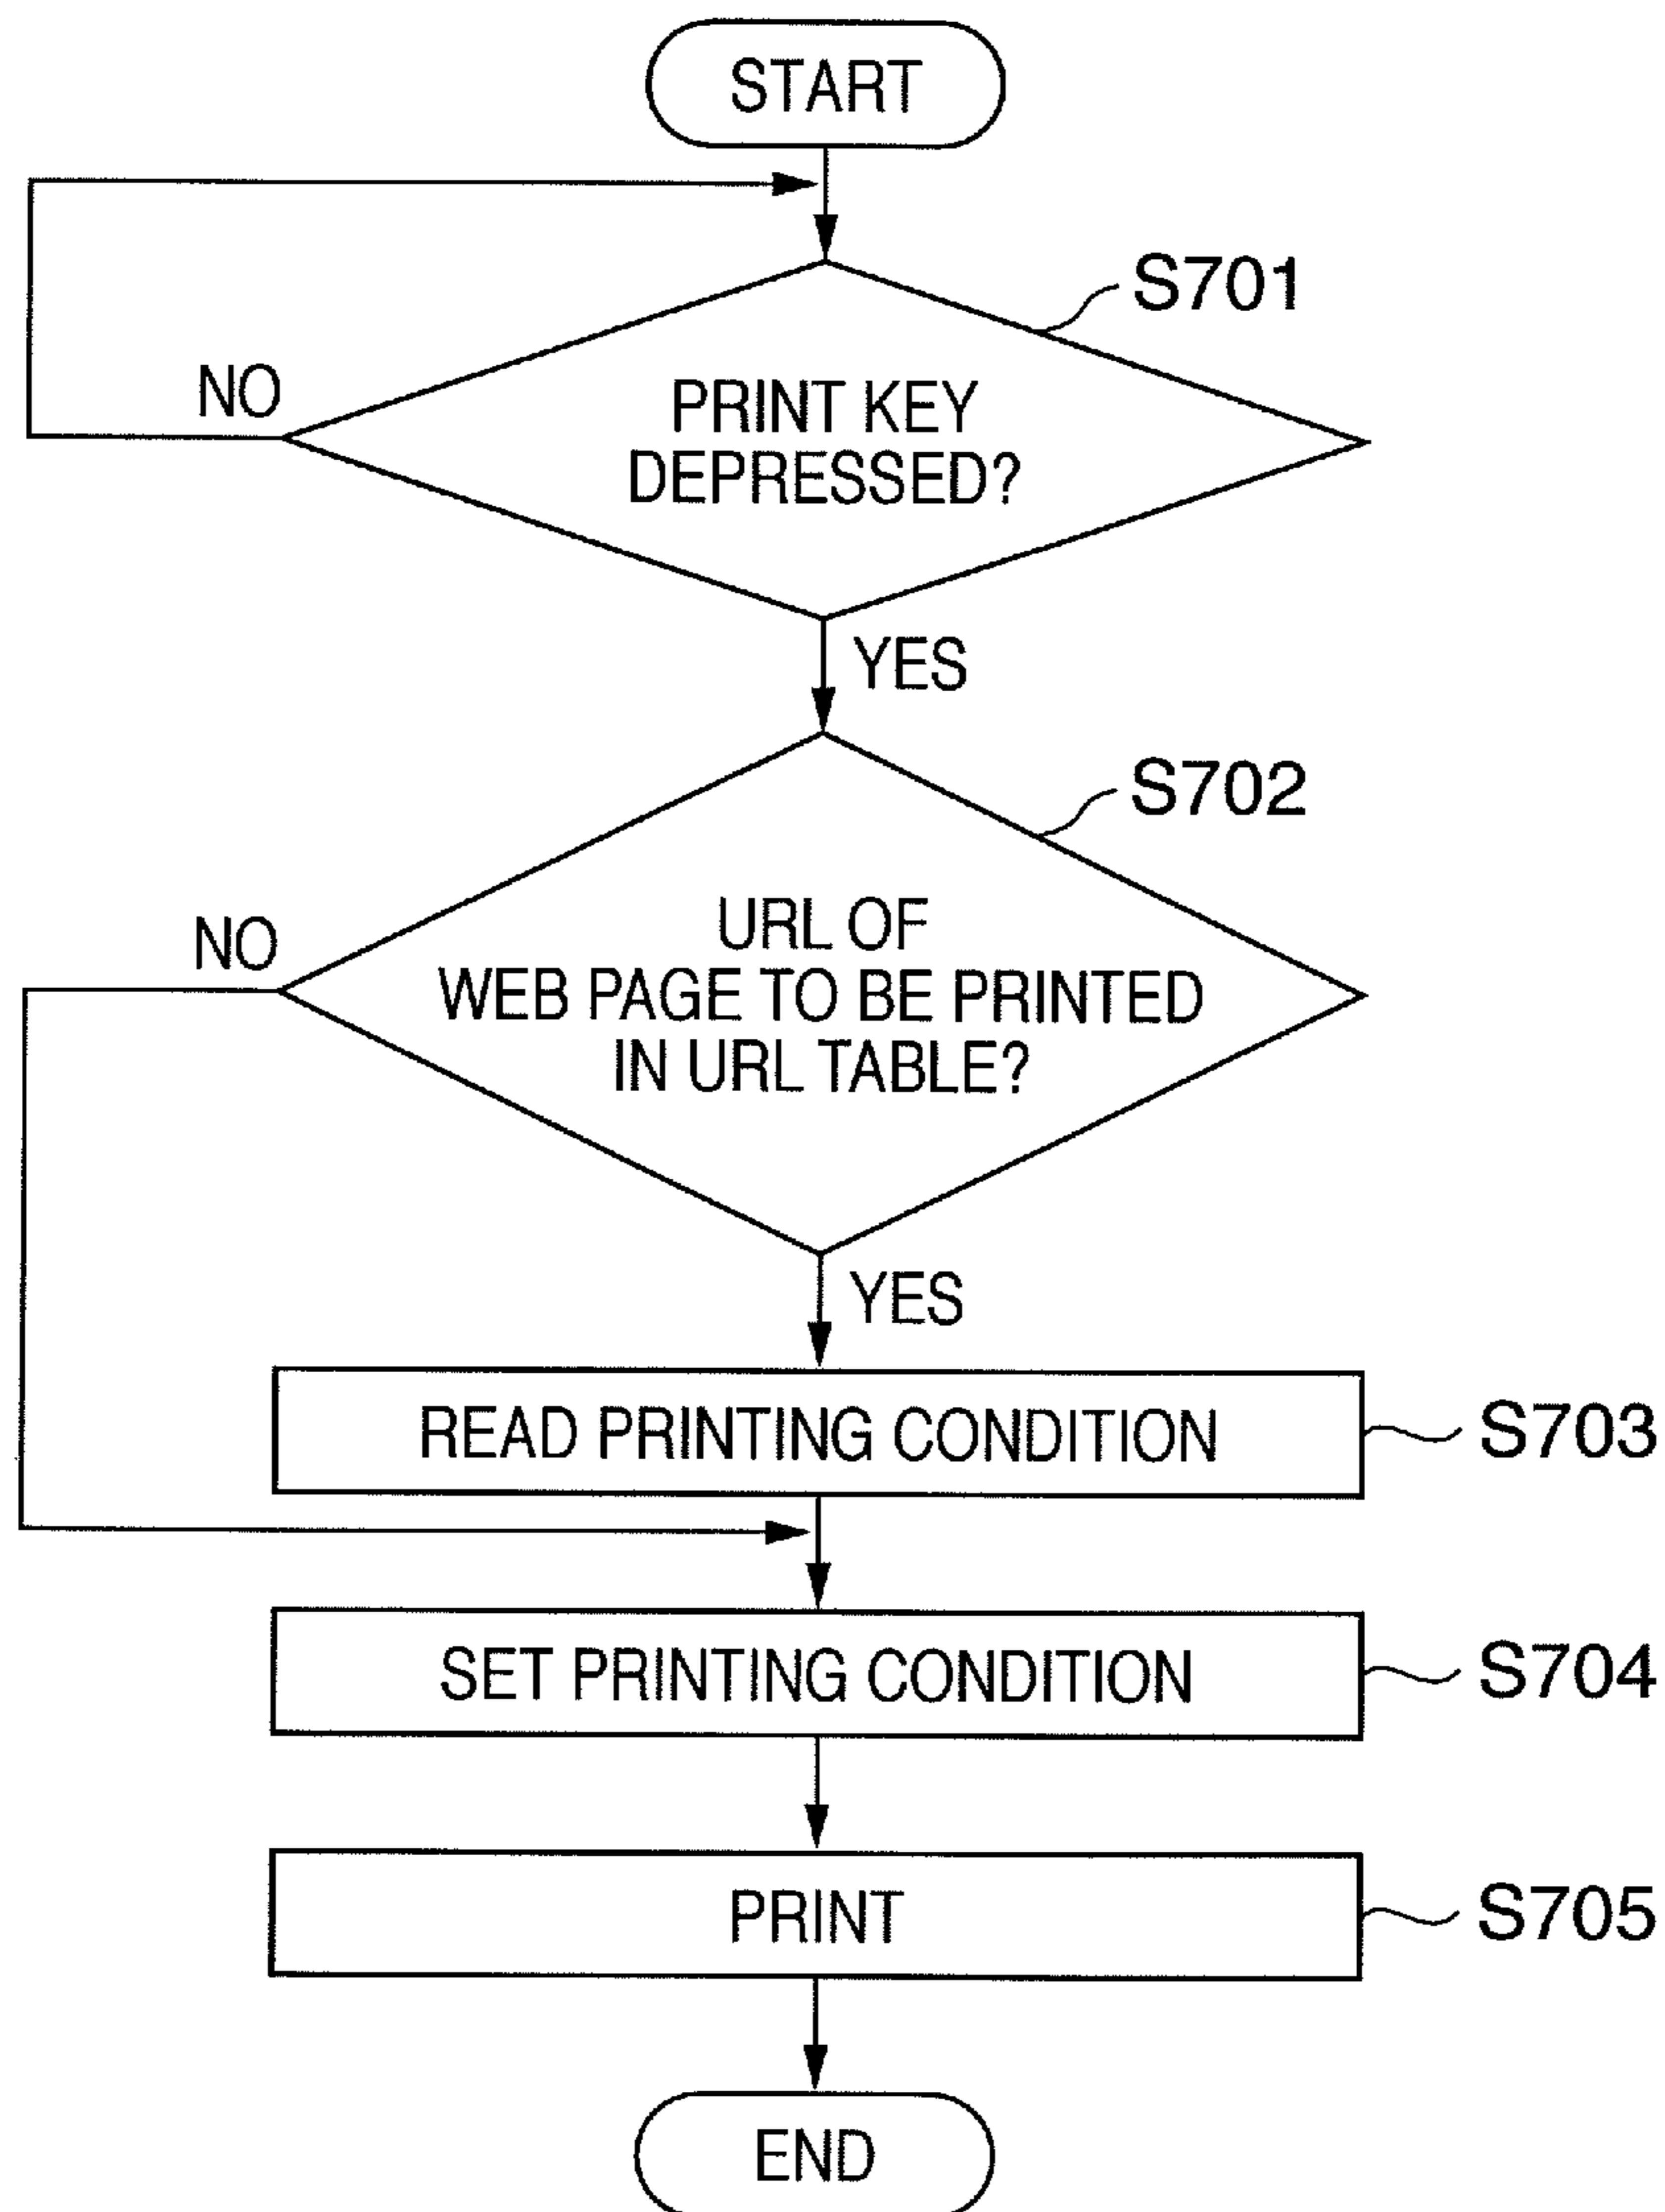 START
S701
NO
PRINT KEY
DEPRESSED?
YES
S702
NO
URL OF
WEB PAGE TO BE PRINTED
IN URL TABLE?
YES
READ PRINTING CONDITION
S703
SET PRINTING CONDITION
S704
PRINT
S705
END